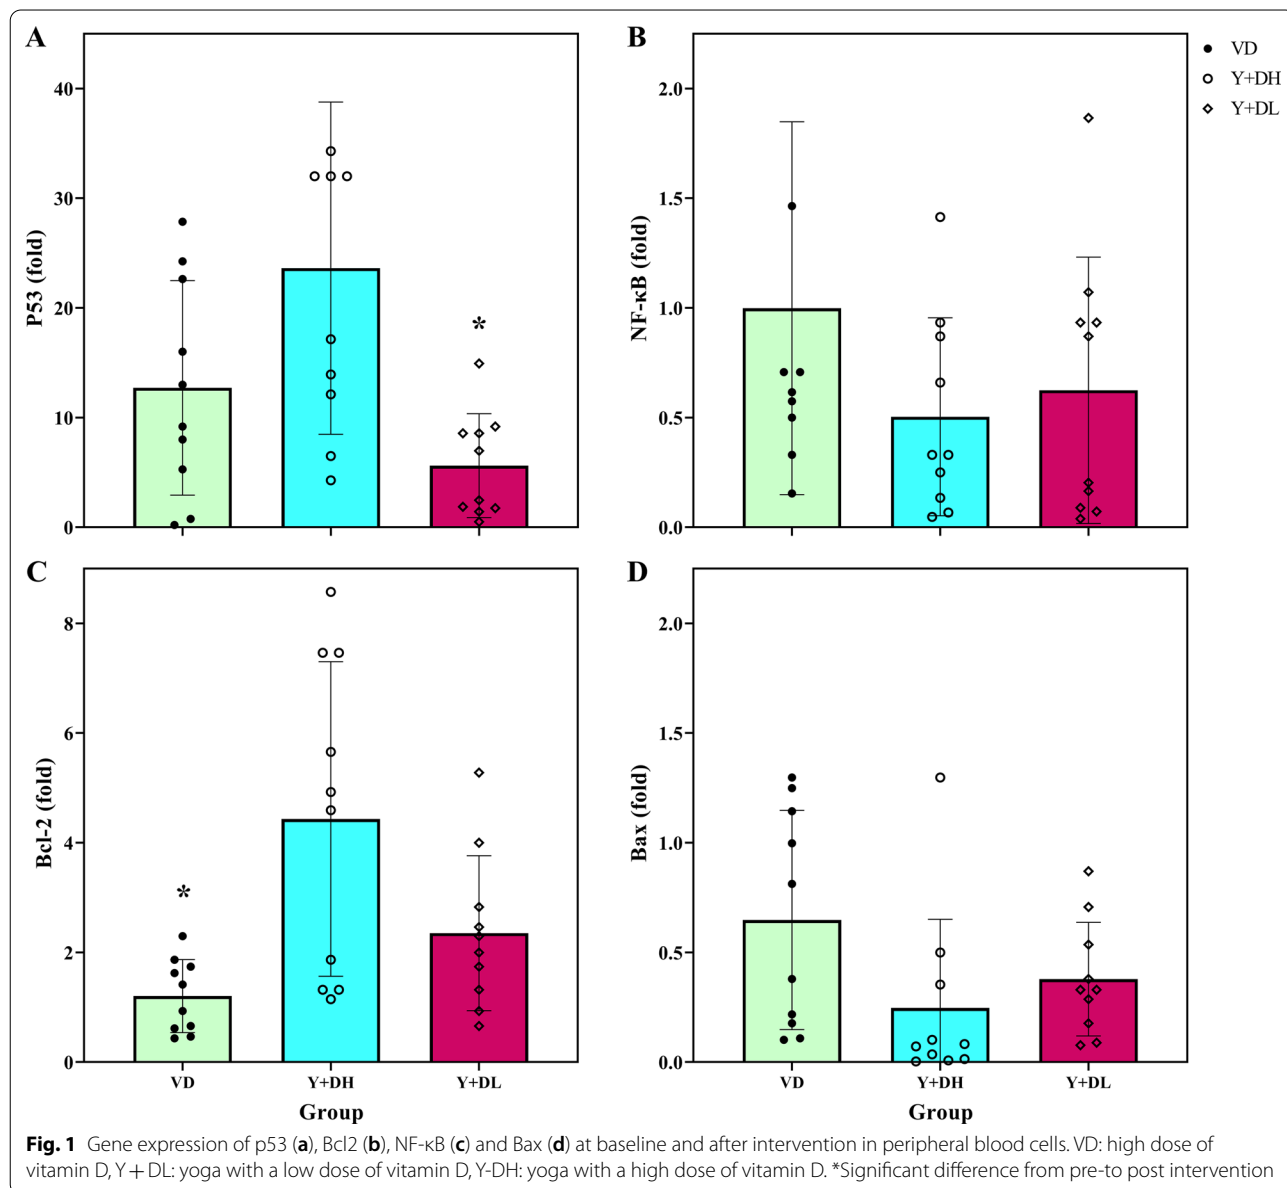 A
P53 (fold)
40
30
20
10
0
*
B
NF-κB (fold)
2.0
1.5
1.0
0.5
0.0
VD
Y+DH
Y+DL
C
Bcl-2 (fold)
8
6
4
2
0
*
VD
Y+DH
Y+DL
Group
D
Bax (fold)
2.0
1.5
1.0
0.5
0.0
VD
Y+DH
Y+DL
Group
Fig. 1 Gene expression of p53 (a), Bcl2 (b), NF-κB (c) and Bax (d) at baseline and after intervention in peripheral blood cells. VD: high dose of
vitamin D, Y + DL: yoga with a low dose of vitamin D, Y-DH: yoga with a high dose of vitamin D. *Significant difference from pre-to post intervention